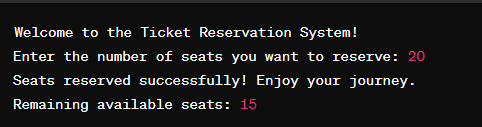 Welcome to the Ticket Reservation System!
Enter the number of seats you want to reserve: 20
Seats reserved successfully! Enjoy your journey.
Remaining available seats: 15